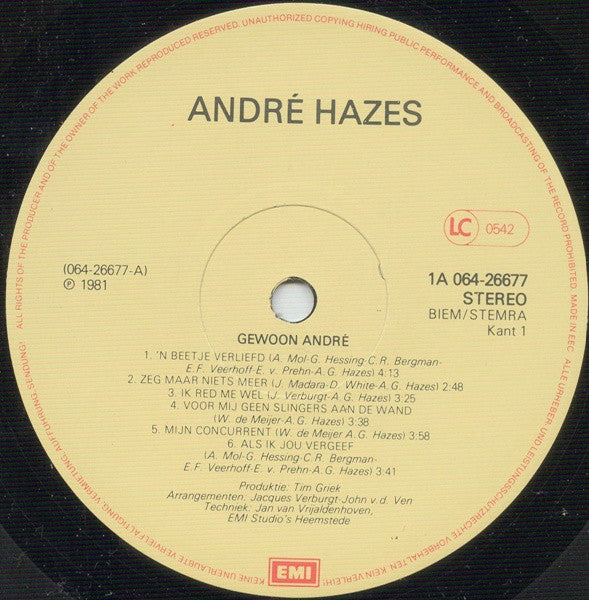 ALL RIGHTS OF THE PRODUCER AND OF THE OWNER OF THE WORK REPRODUCED RESERVED. UNAUTHORIZED COPYING HIRING PUBLIC PERFORMANCE AND BROADCASTING OF THE RECORD PROHIBITED. MADE IN EEC
ANDRÉ HAZES
LC 0542
(064-26677-A)
℗ 1981
1A 064-26677
STEREO
BIEM/STEMRA
Kant 1
GEWOON ANDRÉ
1. 'N BEETJE VERLIEFD (A. Mol-G. Hessing-C.R. Bergman-
E.F. Veerhoff-E. v. Prehn-A.G. Hazes) 4:13
2. ZEG MAAR NIETS MEER (J. Madara-D. White-A.G. Hazes) 2:48
3. IK RED ME WEL (J. Verburgt-A.G. Hazes) 3:25
4. VOOR MIJ GEEN SLINGERS AAN DE WAND
(W. de Meijer-A.G. Hazes) 3:38
5. MIJN CONCURRENT (W. de Meijer A.G. Hazes) 3:58
6. ALS IK JOU VERGEEF
(A. Mol-G. Hessing-C.R. Bergman-
E.F. Veerhoff-E. v. Prehn-A.G. Hazes) 3:41
Produktie: Tim Griek
Arrangementen. Jacques Verburgt-John v.d. Ven
Techniek: Jan van Vrijaldenhoven,
EMI Studio's Heemstede
EMI
ALLE URHEBER- UND LEISTUNGSSCHUTZRECHTE VORBEHALTEN. KEIN VERLEIH! KEINE UNERLAUBTE VERVIELFÄLTIGUNG, VERMIETUNG, AUFFÜHRUNG, SENDUNG!